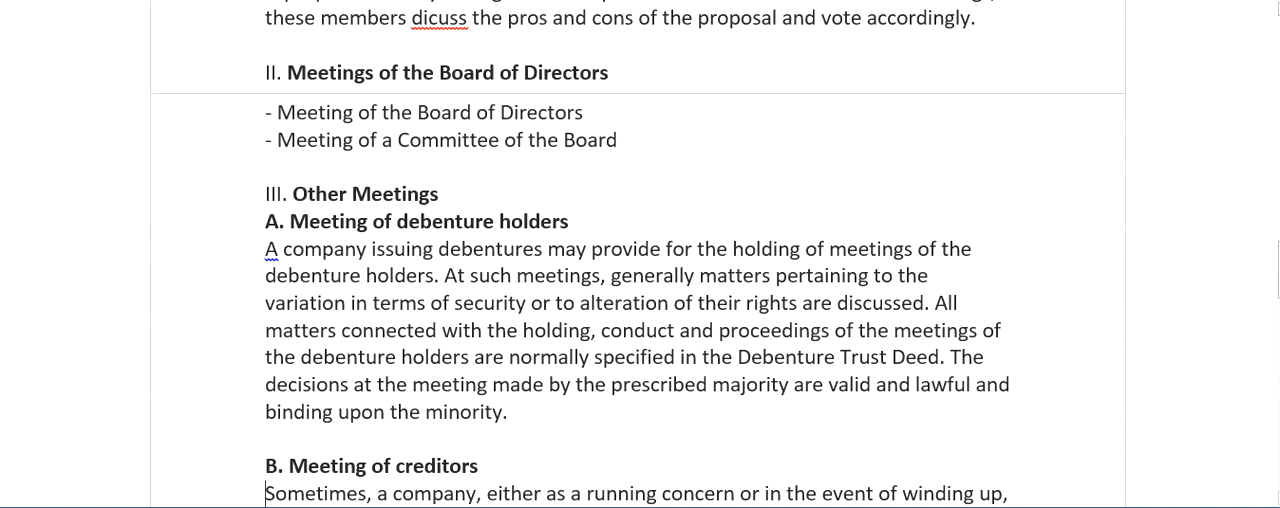 these members dicuss the pros and cons of the proposal and vote accordingly.
II. Meetings of the Board of Directors
- Meeting of the Board of Directors
- Meeting of a Committee of the Board
III. Other Meetings
A. Meeting of debenture holders
A company issuing debentures may provide for the holding of meetings of the
debenture holders. At such meetings, generally matters pertaining to the
variation in terms of security or to alteration of their rights are discussed. All
matters connected with the holding, conduct and proceedings of the meetings of
the debenture holders are normally specified in the Debenture Trust Deed. The
decisions at the meeting made by the prescribed majority are valid and lawful and
binding upon the minority.
B. Meeting of creditors
Sometimes, a company, either as a running concern or in the event of winding up,